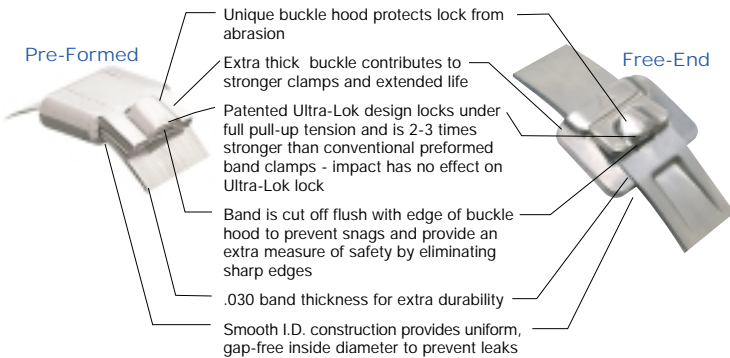 Pre-Formed
Free-End
Unique buckle hood protects lock from
abrasion
Extra thick  buckle contributes to
stronger clamps and extended life
Patented Ultra-Lok design locks under
full pull-up tension and is 2-3 times
stronger than conventional preformed
band clamps - impact has no effect on
Ultra-Lok lock
Band is cut off flush with edge of buckle
hood to prevent snags and provide an
extra measure of safety by eliminating
sharp edges
.030 band thickness for extra durability
Smooth I.D. construction provides uniform,
gap-free inside diameter to prevent leaks